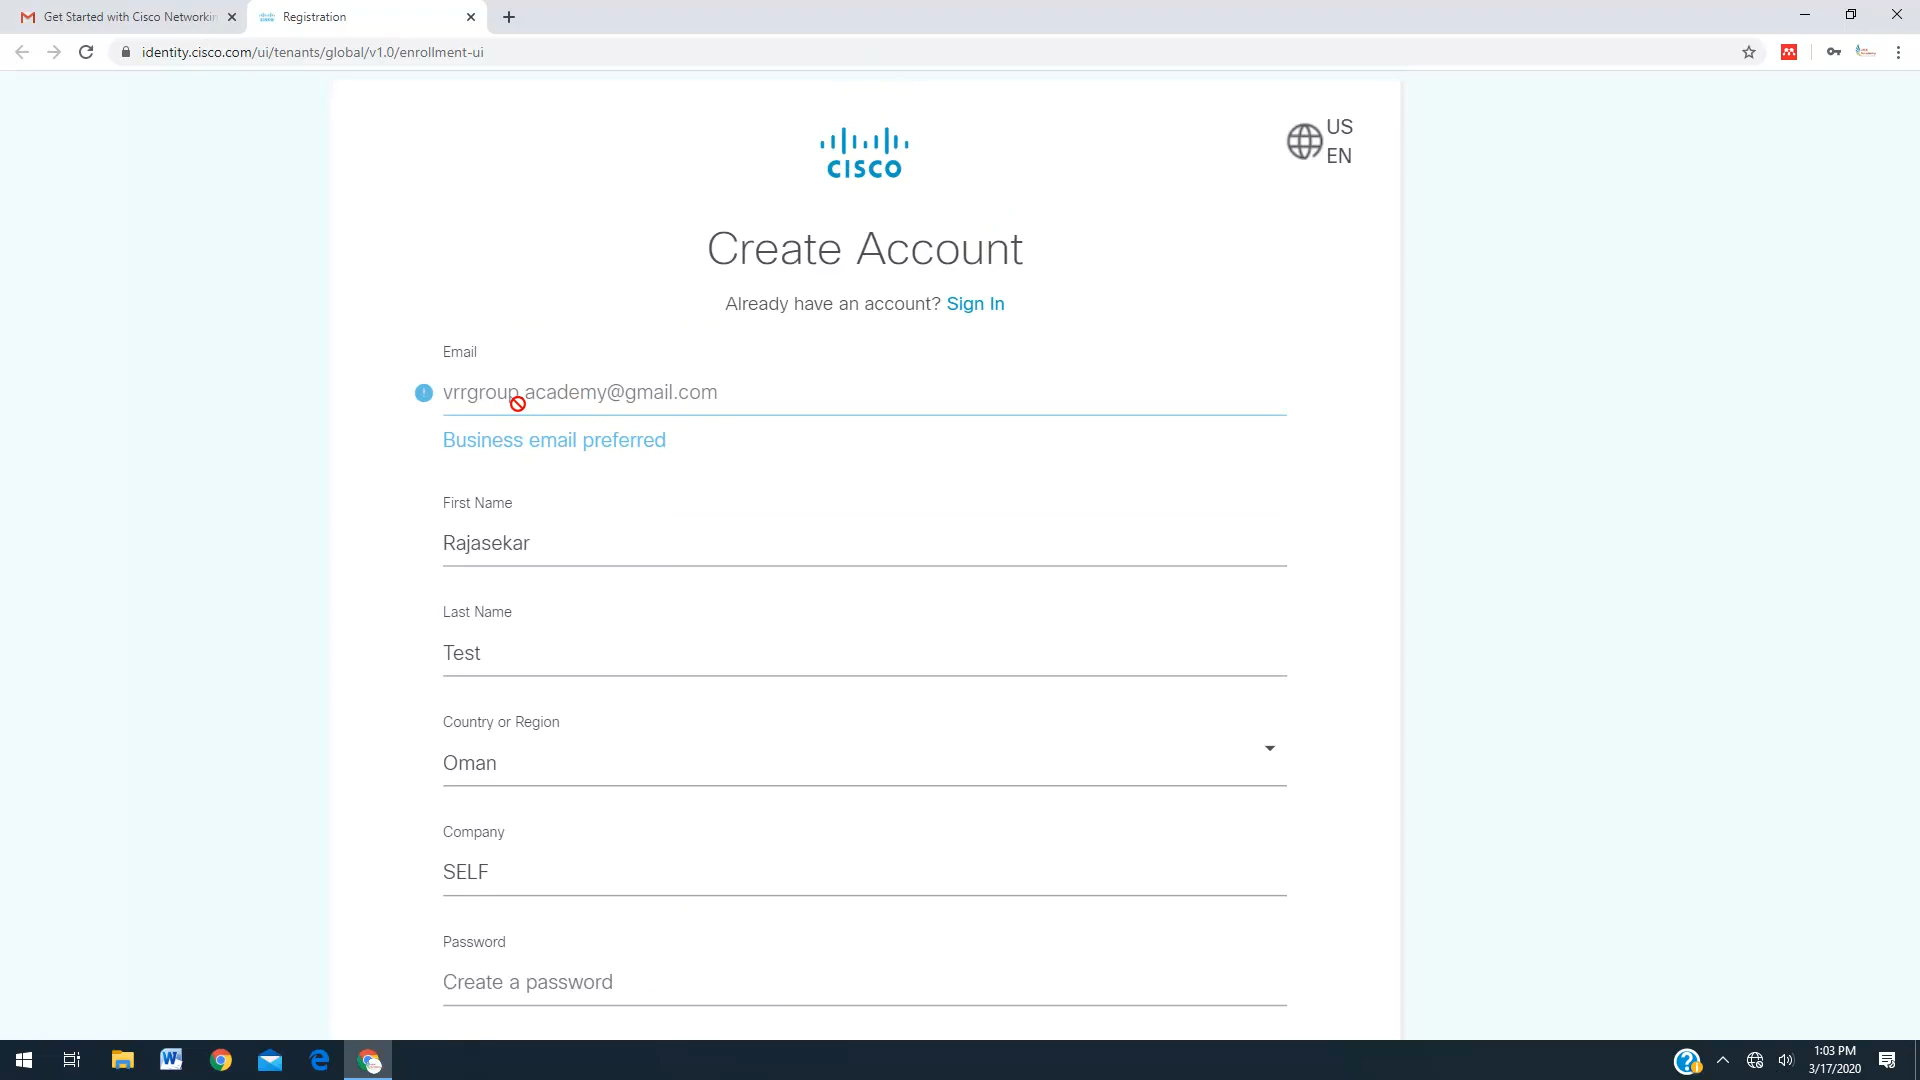 Get Started with Cisco Networkin
Registration
identity.cisco.com/ui/tenants/global/v1.0/enrollment-ui
CISCO
US
EN
Create Account
Already have an account? Sign In
Email
vrrgroup.academy@gmail.com
Business email preferred
First Name
Rajasekar
Last Name
Test
Country or Region
Oman
Company
SELF
Password
Create a password
1:03 PM
3/17/2020